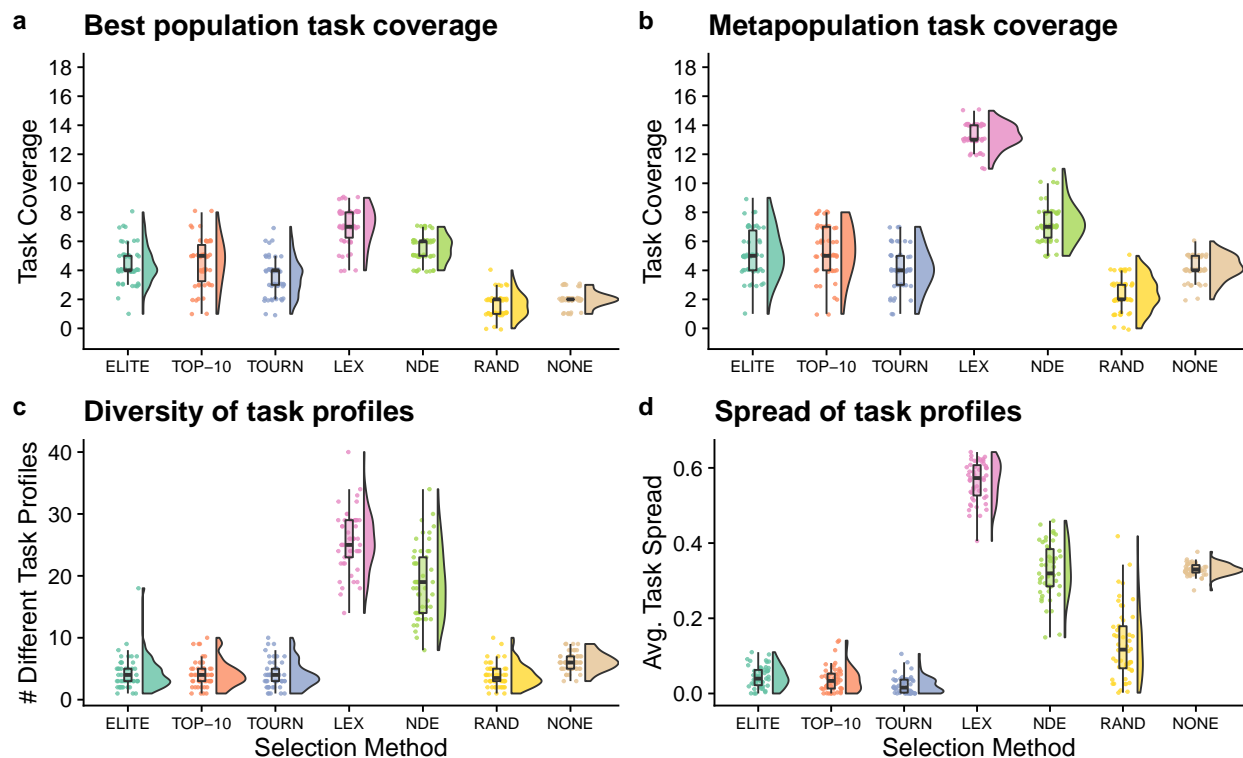 a Best population task coverage
18
16
14
12
10
8
6
4
2
0
Task Coverage
ELITE TOP−10 TOURN LEX NDE RAND NONE
b Metapopulation task coverage
18
16
14
12
10
8
6
4
2
0
Task Coverage
ELITE TOP−10 TOURN LEX NDE RAND NONE
c Diversity of task profiles
40
30
20
10
0
# Different Task Profiles
ELITE TOP−10 TOURN LEX NDE RAND NONE
Selection Method
d Spread of task profiles
0.6
0.4
0.2
0.0
Avg. Task Spread
ELITE TOP−10 TOURN LEX NDE RAND NONE
Selection Method